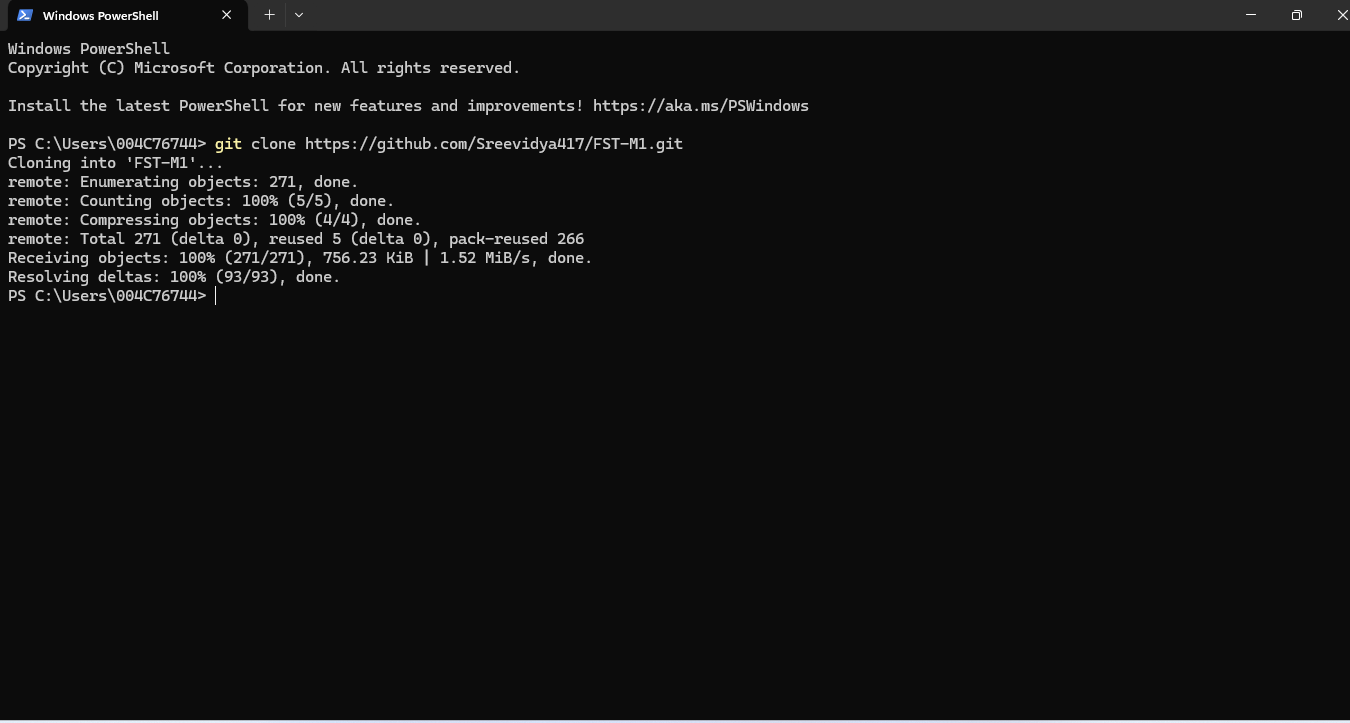 Windows PowerShell
Windows PowerShell
Copyright (C) Microsoft Corporation. All rights reserved.
Install the latest PowerShell for new features and improvements! https://aka.ms/PSWindows
PS C:\Users\004C76744> git clone https://github.com/Sreevidya417/FST-M1.git
Cloning into 'FST-M1'...
remote: Enumerating objects: 271, done.
remote: Counting objects: 100% (5/5), done.
remote: Compressing objects: 100% (4/4), done.
remote: Total 271 (delta 0), reused 5 (delta 0), pack-reused 266
Receiving objects: 100% (271/271), 756.23 KiB | 1.52 MiB/s, done.
Resolving deltas: 100% (93/93), done.
PS C:\Users\004C76744>